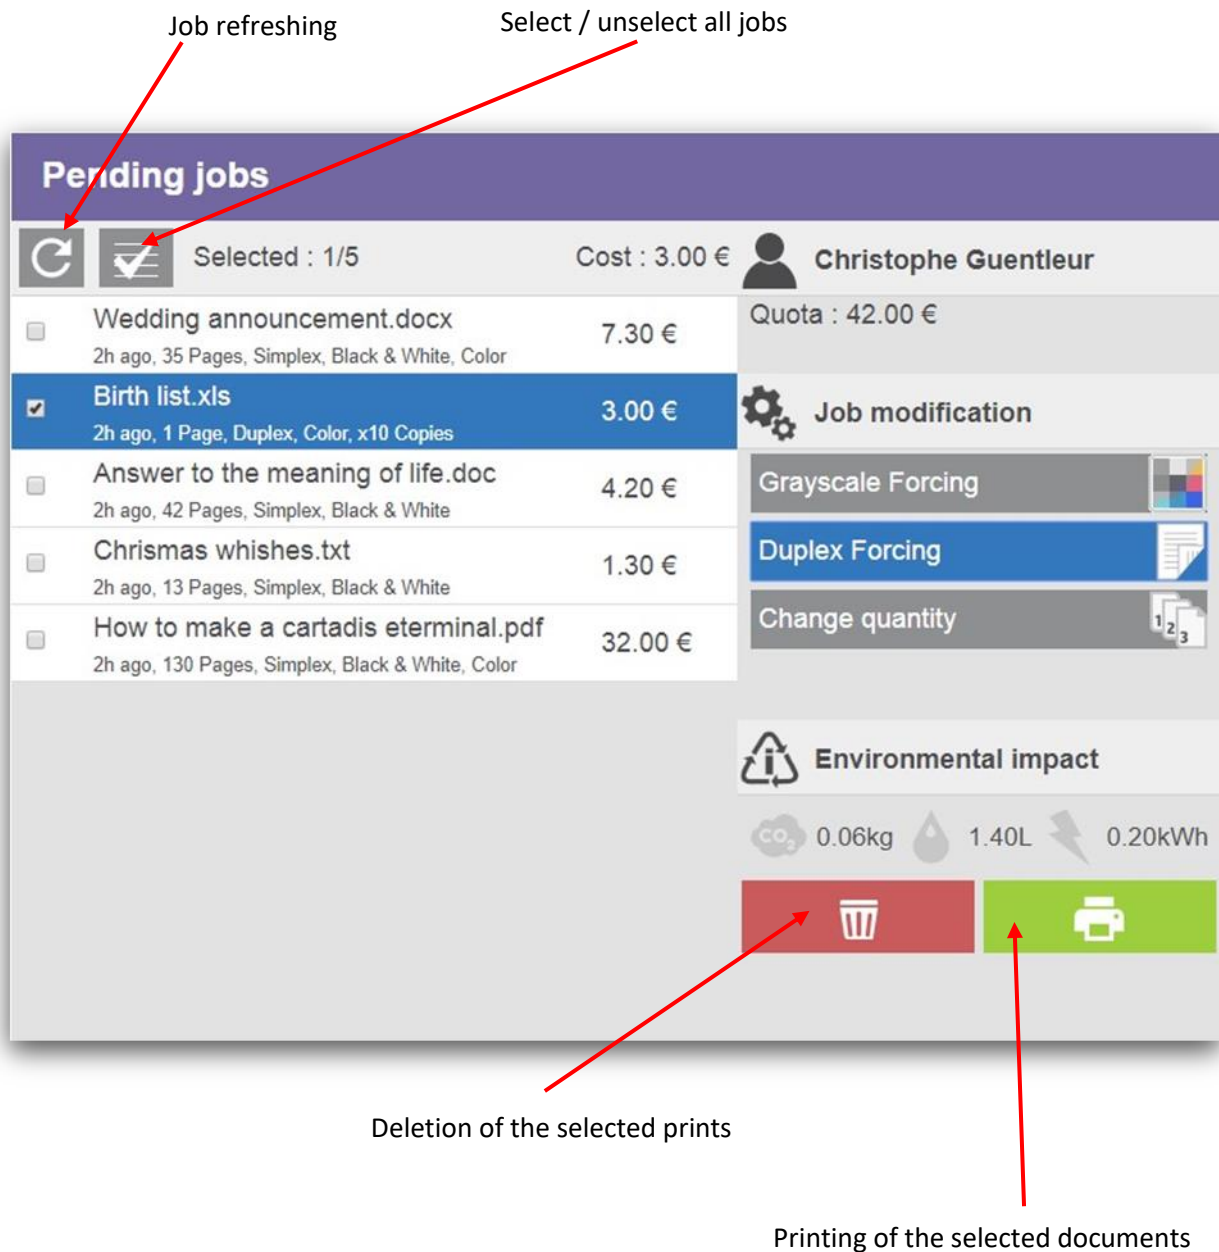 Job refreshing
Select / unselect all jobs
Pending jobs
Selected : 1/5
Cost : 3.00 €
Christophe Guentleur
Wedding announcement.docx
7.30 €
2h ago, 35 Pages, Simplex, Black & White, Color
Quota : 42.00 €
Birth list.xls
3.00 €
2h ago, 1 Page, Duplex, Color, x10 Copies
Job modification
Answer to the meaning of life.doc
4.20 €
2h ago, 42 Pages, Simplex, Black & White
Grayscale Forcing
Chrismas whishes.txt
1.30 €
2h ago, 13 Pages, Simplex, Black & White
Duplex Forcing
How to make a cartadis eterminal.pdf
32.00 €
2h ago, 130 Pages, Simplex, Black & White, Color
Change quantity
1 2 3
Environmental impact
CO2 0.06kg
1.40L
0.20kWh
Deletion of the selected prints
Printing of the selected documents